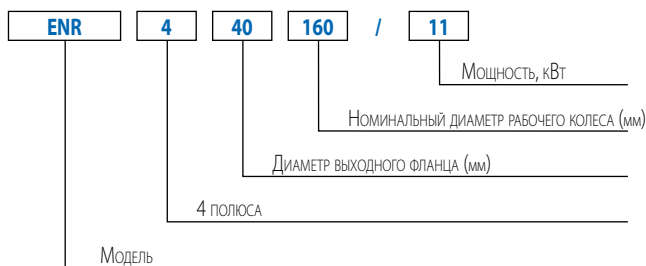 ENR 4 40 160 / 11
Мощность, кВт
Номинальный диаметр рабочего колеса (мм)
Диаметр выходного фланца (мм)
4 полюса
Модель